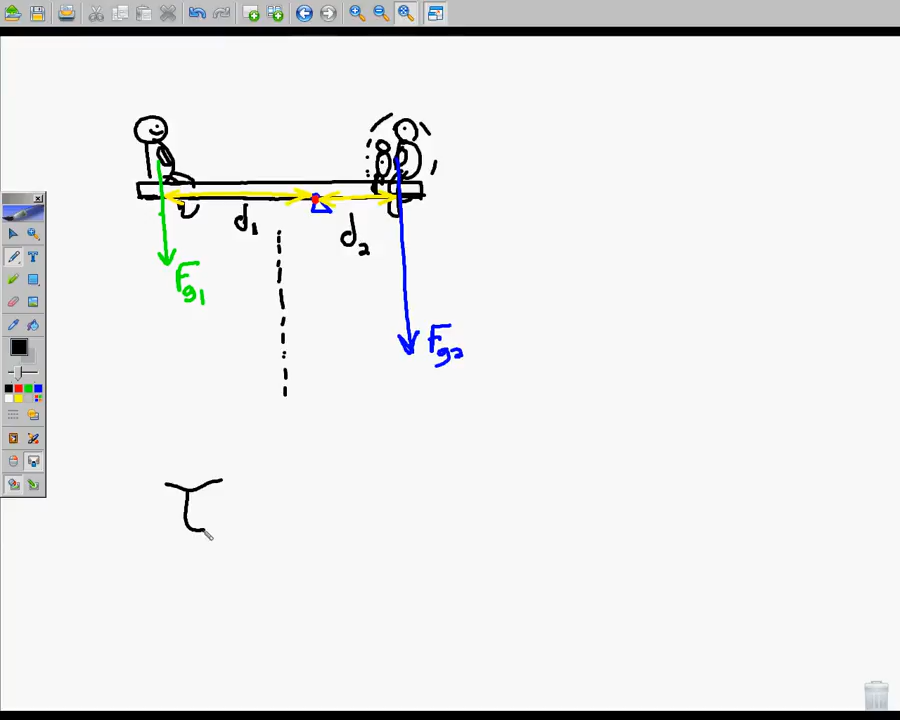 d₁
d₂
Fg₁
Fg₂
τ